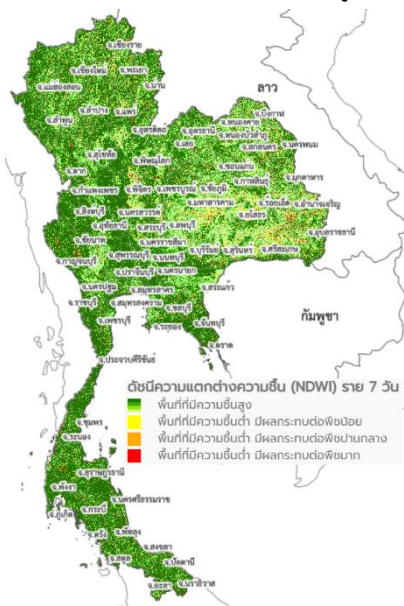 จ.เชียงราย
จ.เชียงใหม่
จ.พะเยา
จ.แม่ฮ่องสอน
จ.น่าน
จ.ลำปาง
จ.แพร่
จ.ลำพูน
จ.อุตรดิตถ์
ลาว
จ.บึงกาฬ
จ.หนองคาย
จ.อุดรธานี
จ.หนองบัวลำภู
จ.เลย
จ.สกลนคร
จ.นครพนม
จ.สุโขทัย
จ.พิษณุโลก
จ.ตาก
จ.ขอนแก่น
จ.กาฬสินธุ์
จ.มุกดาหาร
จ.กำแพงเพชร
จ.พิจิตร
จ.เพชรบูรณ์
จ.ชัยภูมิ
จ.มหาสารคาม
จ.ร้อยเอ็ด
จ.อำนาจเจริญ
จ.ยโสธร
จ.สิงห์บุรี
จ.นครสวรรค์
จ.อุทัยธานี
จ.สระบุรี
จ.ลพบุรี
จ.อุบลราชธานี
จ.ชัยนาท
จ.นครราชสีมา
จ.บุรีรัมย์
จ.สุรินทร์
จ.ศรีสะเกษ
จ.สุพรรณบุรี
จ.นนทบุรี
จ.กาญจนบุรี
จ.ปราจีนบุรี
จ.นครนายก
จ.นครปฐม
จ.สมุทรสาคร
จ.สระแก้ว
จ.ราชบุรี
จ.สมุทรสงคราม
จ.ชลบุรี
จ.เพชรบุรี
จ.ระยอง
จ.จันทบุรี
จ.ตราด
กัมพูชา
จ.ประจวบคีรีขันธ์
ดัชนีความแตกต่างความชื้น (NDWI) ราย 7 วัน
พื้นที่ที่มีความชื้นสูง
พื้นที่ที่มีความชื้นต่ำ มีผลกระทบต่อพืชน้อย
พื้นที่ที่มีความชื้นต่ำ มีผลกระทบต่อพืชปานกลาง
พื้นที่ที่มีความชื้นต่ำ มีผลกระทบต่อพืชมาก
จ.ชุมพร
จ.ระนอง
จ.สุราษฎร์ธานี
จ.พังงา
จ.นครศรีธรรมราช
จ.กระบี่
จ.ภูเก็ต
จ.ตรัง
จ.พัทลุง
จ.สงขลา
จ.สตูล
จ.ปัตตานี
จ.ยะลา
จ.นราธิวาส